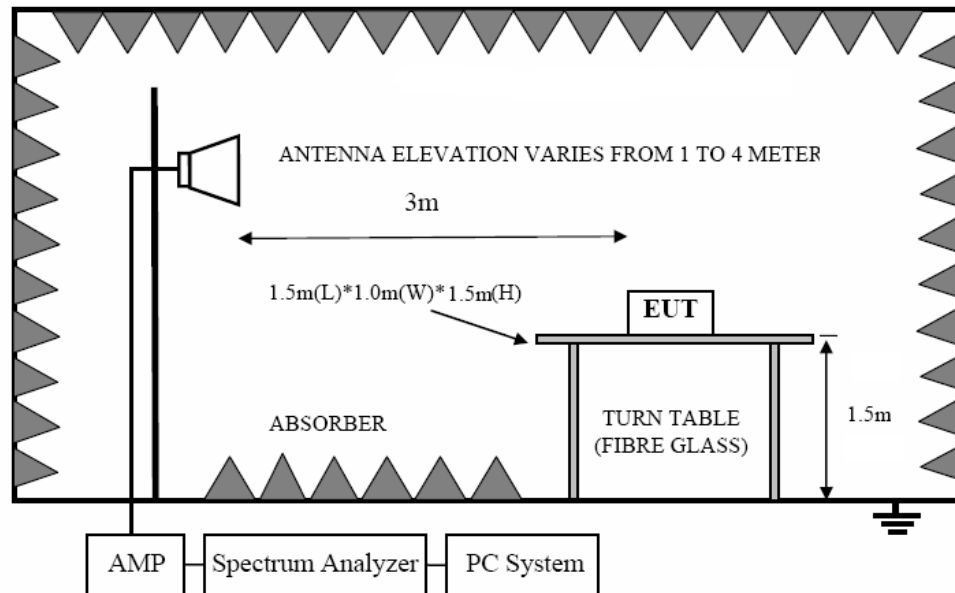 ANTENNA ELEVATION VARIES FROM 1 TO 4 METER
3m
1.5m(L)*1.0m(W)*1.5m(H)
EUT
1.5m
ABSORBER
TURN TABLE
(FIBRE GLASS)
AMP
Spectrum Analyzer
PC System